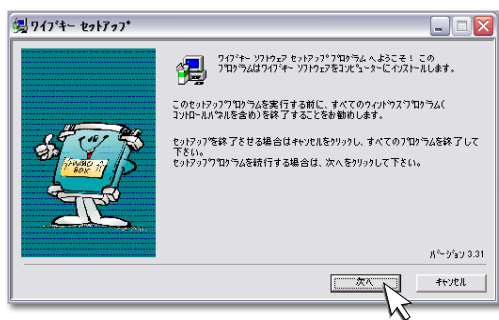 ﾜｲﾌﾟｷｰ ｾｯﾄｱｯﾌﾟ
ﾜｲﾌﾟｷｰ ｿﾌﾄｳｪｱ ｾｯﾄｱｯﾌﾟﾌﾟﾛｸﾞﾗﾑ へようこそ！ この
ﾌﾟﾛｸﾞﾗﾑはﾜｲﾌﾟｷｰ ｿﾌﾄｳｪｱをｺﾝﾋﾟｭｰﾀｰにｲﾝｽﾄｰﾙします。
このｾｯﾄｱｯﾌﾟﾌﾟﾛｸﾞﾗﾑを実行する前に、すべてのｳｨﾝﾄﾞｳｽﾞﾌﾟﾛｸﾞﾗﾑ(
ｺﾝﾄﾛｰﾙﾊﾟﾈﾙを含め)を終了することをお勧めします。
ｾｯﾄｱｯﾌﾟを終了させる場合はｷｬﾝｾﾙをｸﾘｯｸし、すべてのﾌﾟﾛｸﾞﾗﾑを終了して
下さい。
ｾｯﾄｱｯﾌﾟﾌﾟﾛｸﾞﾗﾑを続行する場合は、次へをｸﾘｯｸして下さい。
ﾊﾞｰｼﾞｮﾝ 3.31
次へ
ｷｬﾝｾﾙ